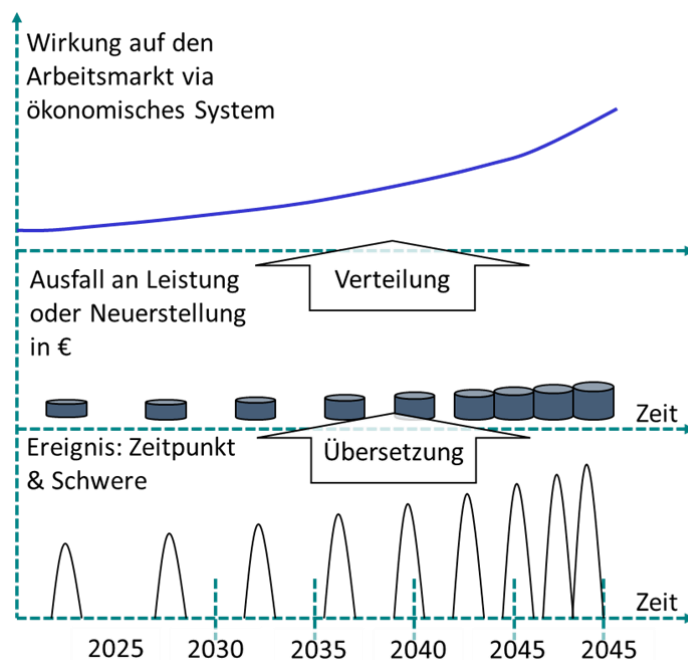 Wirkung auf den
Arbeitsmarkt via
ökonomisches System
Verteilung
Ausfall an Leistung
oder Neuerstellung
in €
Zeit
Ereignis: Zeitpunkt
& Schwere
Übersetzung
Zeit
2025 2030 2035 2040 2045 2045